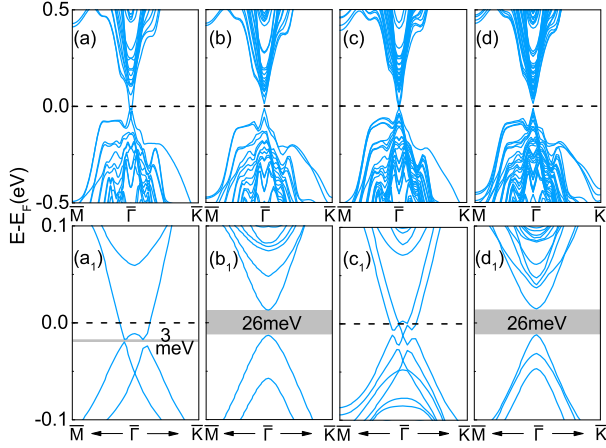 (a) (b) (c) (d)
0.5
0.0
-0.5
E-E_F(eV)
M̅ Γ̅ K̅ M̅ Γ̅ K̅ M̅ Γ̅ K̅ M̅ Γ̅ K̅
(a₁) (b₁) (c₁) (d₁)
0.1
0.0
-0.1
3
meV
26meV
26meV
M̅ ← Γ̅ → K̅ M̅ ← Γ̅ → K̅ M̅ ← Γ̅ → K̅ M̅ ← Γ̅ → K̅